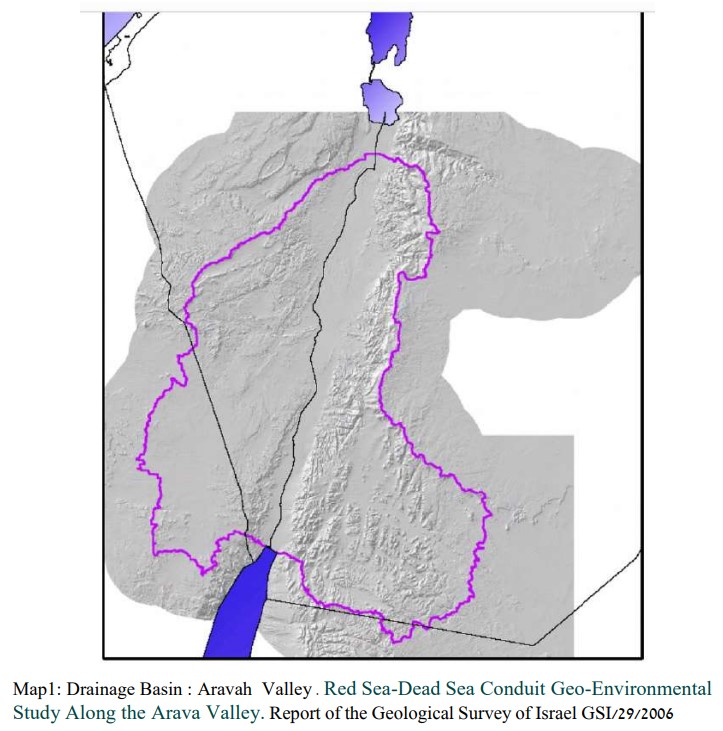 Map1: Drainage Basin : Aravah Valley . Red Sea-Dead Sea Conduit Geo-Environmental
Study Along the Arava Valley. Report of the Geological Survey of Israel GSI/29/2006